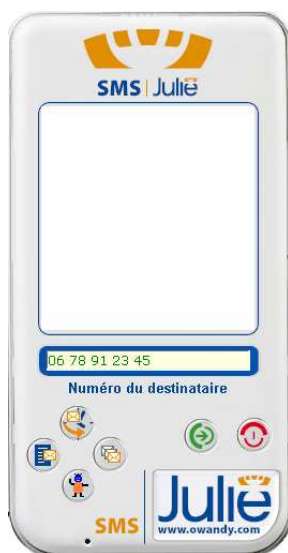 SMS | Julie
06 78 91 23 45
Numéro du destinataire
SMS
Julie
www.owandy.com